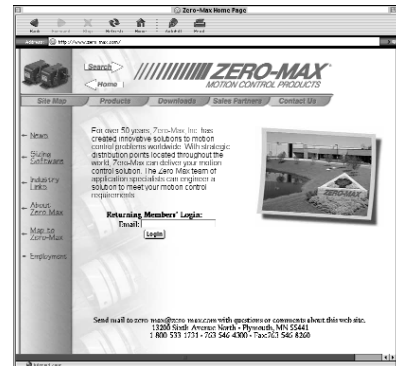 Zero-Max Home Page
Back
Refresh
Home
Print
http://www.zero-max.com/
Search
Home
ZERO-MAX
MOTION CONTROL PRODUCTS
Site Map
Products
Downloads
Sales Partners
Contact Us
News
Sizing
Software
Industry
Links
About
Zero-Max
Map to
Zero-Max
Employment
For over 50 years, Zero-Max, Inc. has
created innovative solutions to motion
control problems worldwide. With strategic
distribution points located throughout the
world, Zero-Max can deliver your motion
control solution. The Zero Max team of
application specialists can engineer a
solution to meet your motion control
requirements.
Returning Members' Login:
Email:
Login
Send mail to zero-max@zero-max.com with questions or comments about this web site.
13200 Sixth Avenue North - Plymouth, MN 55441
1 800 533 1731 - 763 546 4300 - Fax:763 546 8260